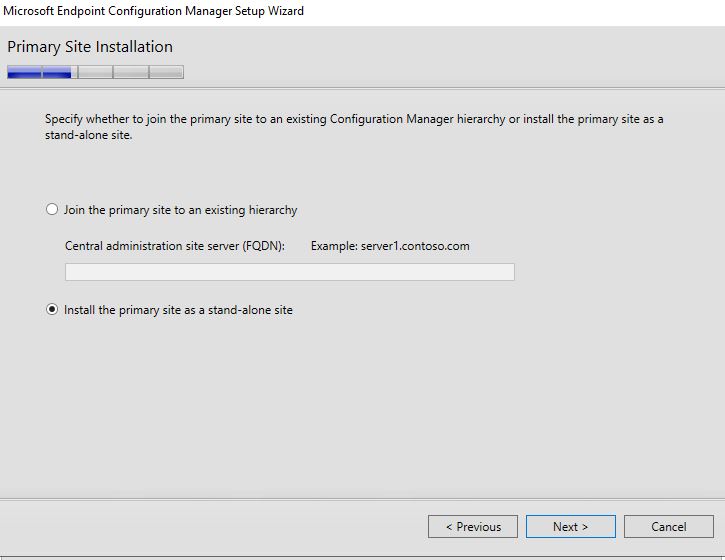 Microsoft Endpoint Configuration Manager Setup Wizard
Primary Site Installation
Specify whether to join the primary site to an existing Configuration Manager hierarchy or install the primary site as a
stand-alone site.
Join the primary site to an existing hierarchy
Central administration site server (FQDN): Example: server1.contoso.com
Install the primary site as a stand-alone site
< Previous Next > Cancel